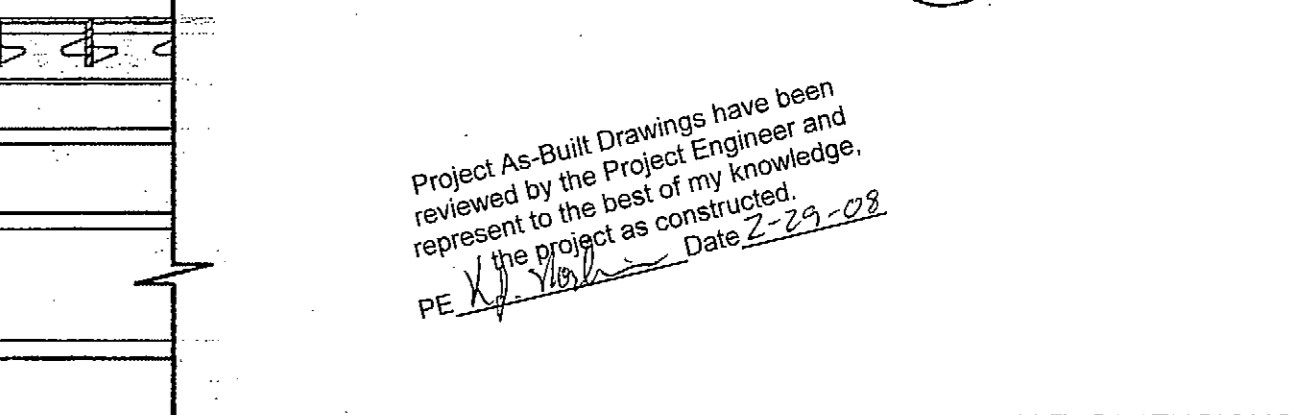 Project As-Built Drawings have been
reviewed by the Project Engineer and
represent to the best of my knowledge,
the project as constructed.
PE Date 2-29-08